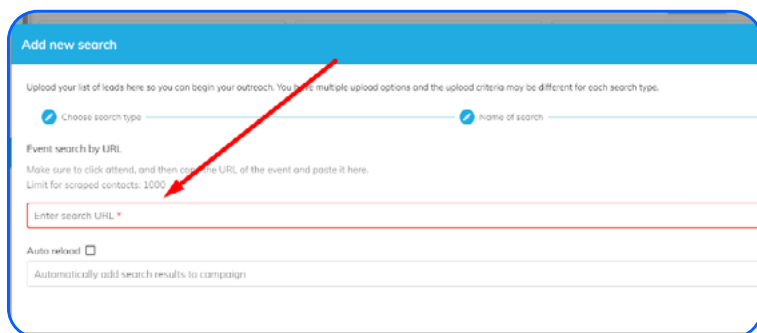 Add new search
Upload your list of leads here so you can begin your outreach. You have multiple upload options and the upload criteria may be different for each search type.
Choose search type
Name of search
Event search by URL
Make sure to click attend, and then copy the URL of the event and paste it here.
Limit for scraped contacts: 1000
Enter search URL *
Auto reload
Automatically add search results to campaign